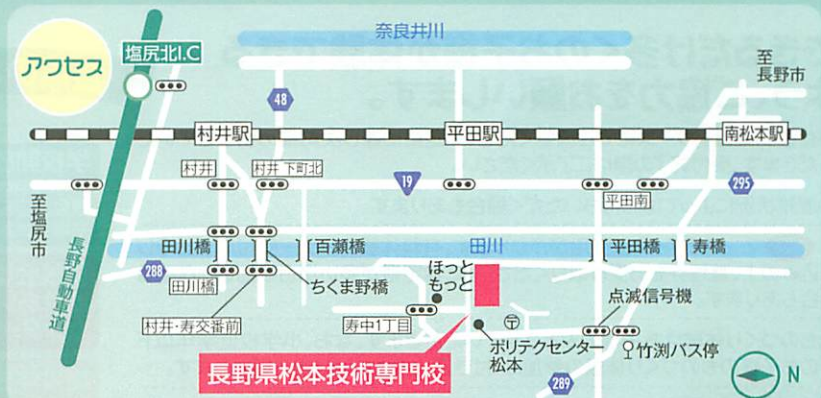 アクセス
塩尻北I.C
奈良井川
至
長野市
48
村井駅
平田駅
南松本駅
村井
村井 下町北
19
平田南
295
至塩尻市
長野自動車道
田川橋
百瀬橋
田川
平田橋
寿橋
288
田川橋
ちくま野橋
ほっと
もっと
村井・寿交番前
寿中1丁目
〒
点滅信号機
ポリテクセンター
松本
竹渕バス停
長野県松本技術専門校
289
N